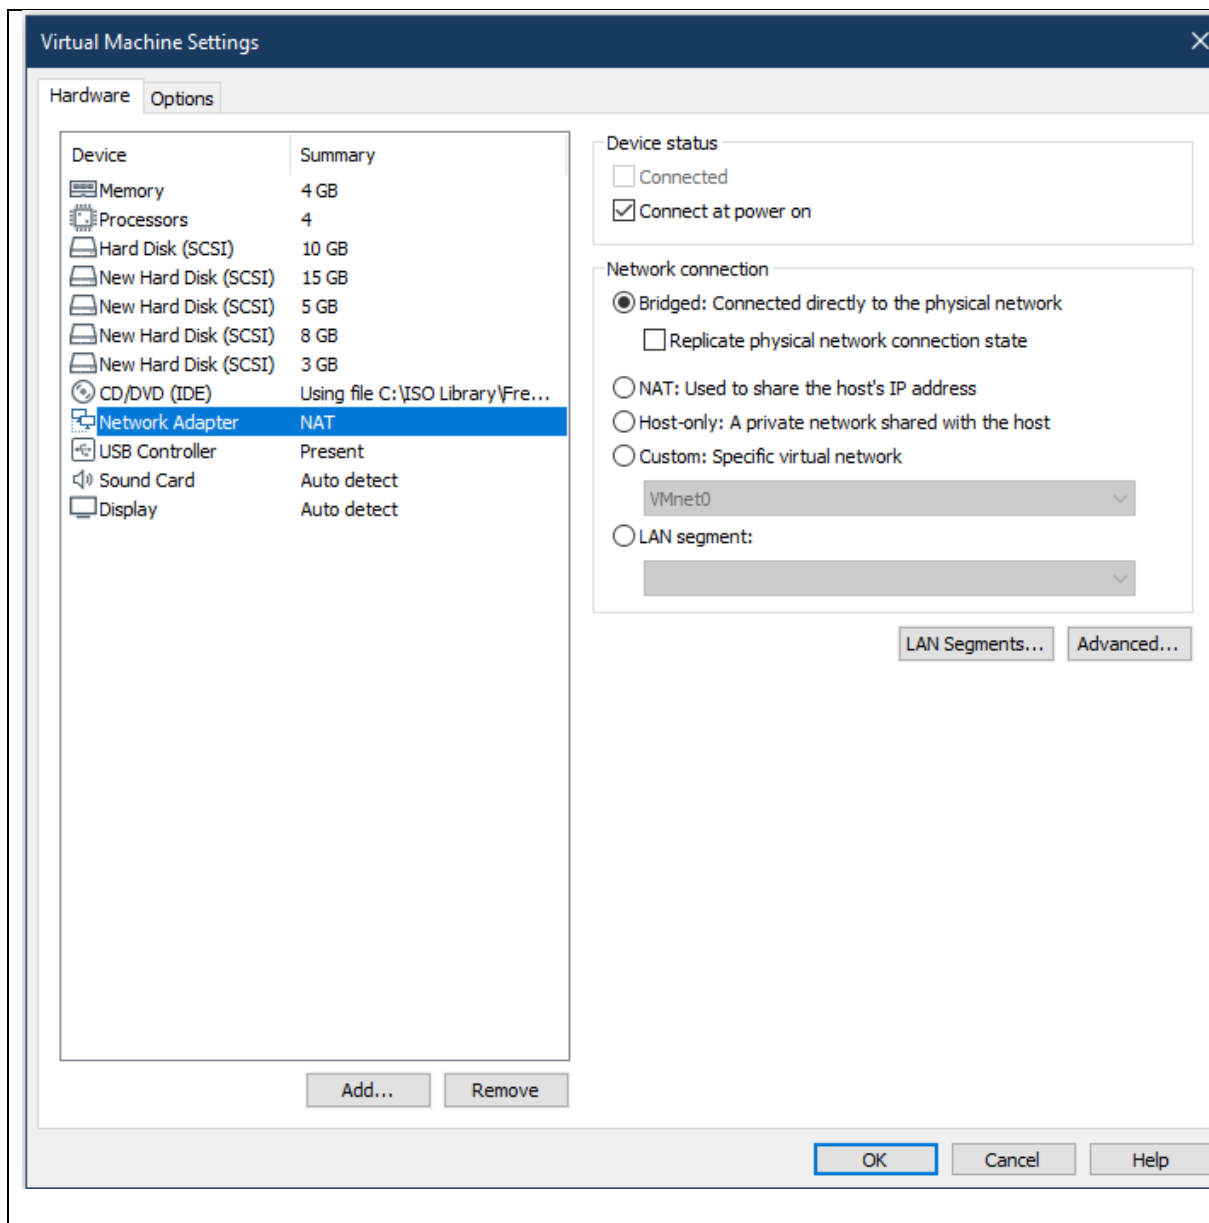 Virtual Machine Settings
Hardware Options
Device Summary
Memory 4 GB
Processors 4
Hard Disk (SCSI) 10 GB
New Hard Disk (SCSI) 15 GB
New Hard Disk (SCSI) 5 GB
New Hard Disk (SCSI) 8 GB
New Hard Disk (SCSI) 3 GB
CD/DVD (IDE) Using file C:\ISO Library\Fre...
Network Adapter NAT
USB Controller Present
Sound Card Auto detect
Display Auto detect
Add... Remove
Device status
Connected
Connect at power on
Network connection
Bridged: Connected directly to the physical network
Replicate physical network connection state
NAT: Used to share the host's IP address
Host-only: A private network shared with the host
Custom: Specific virtual network
VMnet0
LAN segment:
LAN Segments... Advanced...
OK Cancel Help